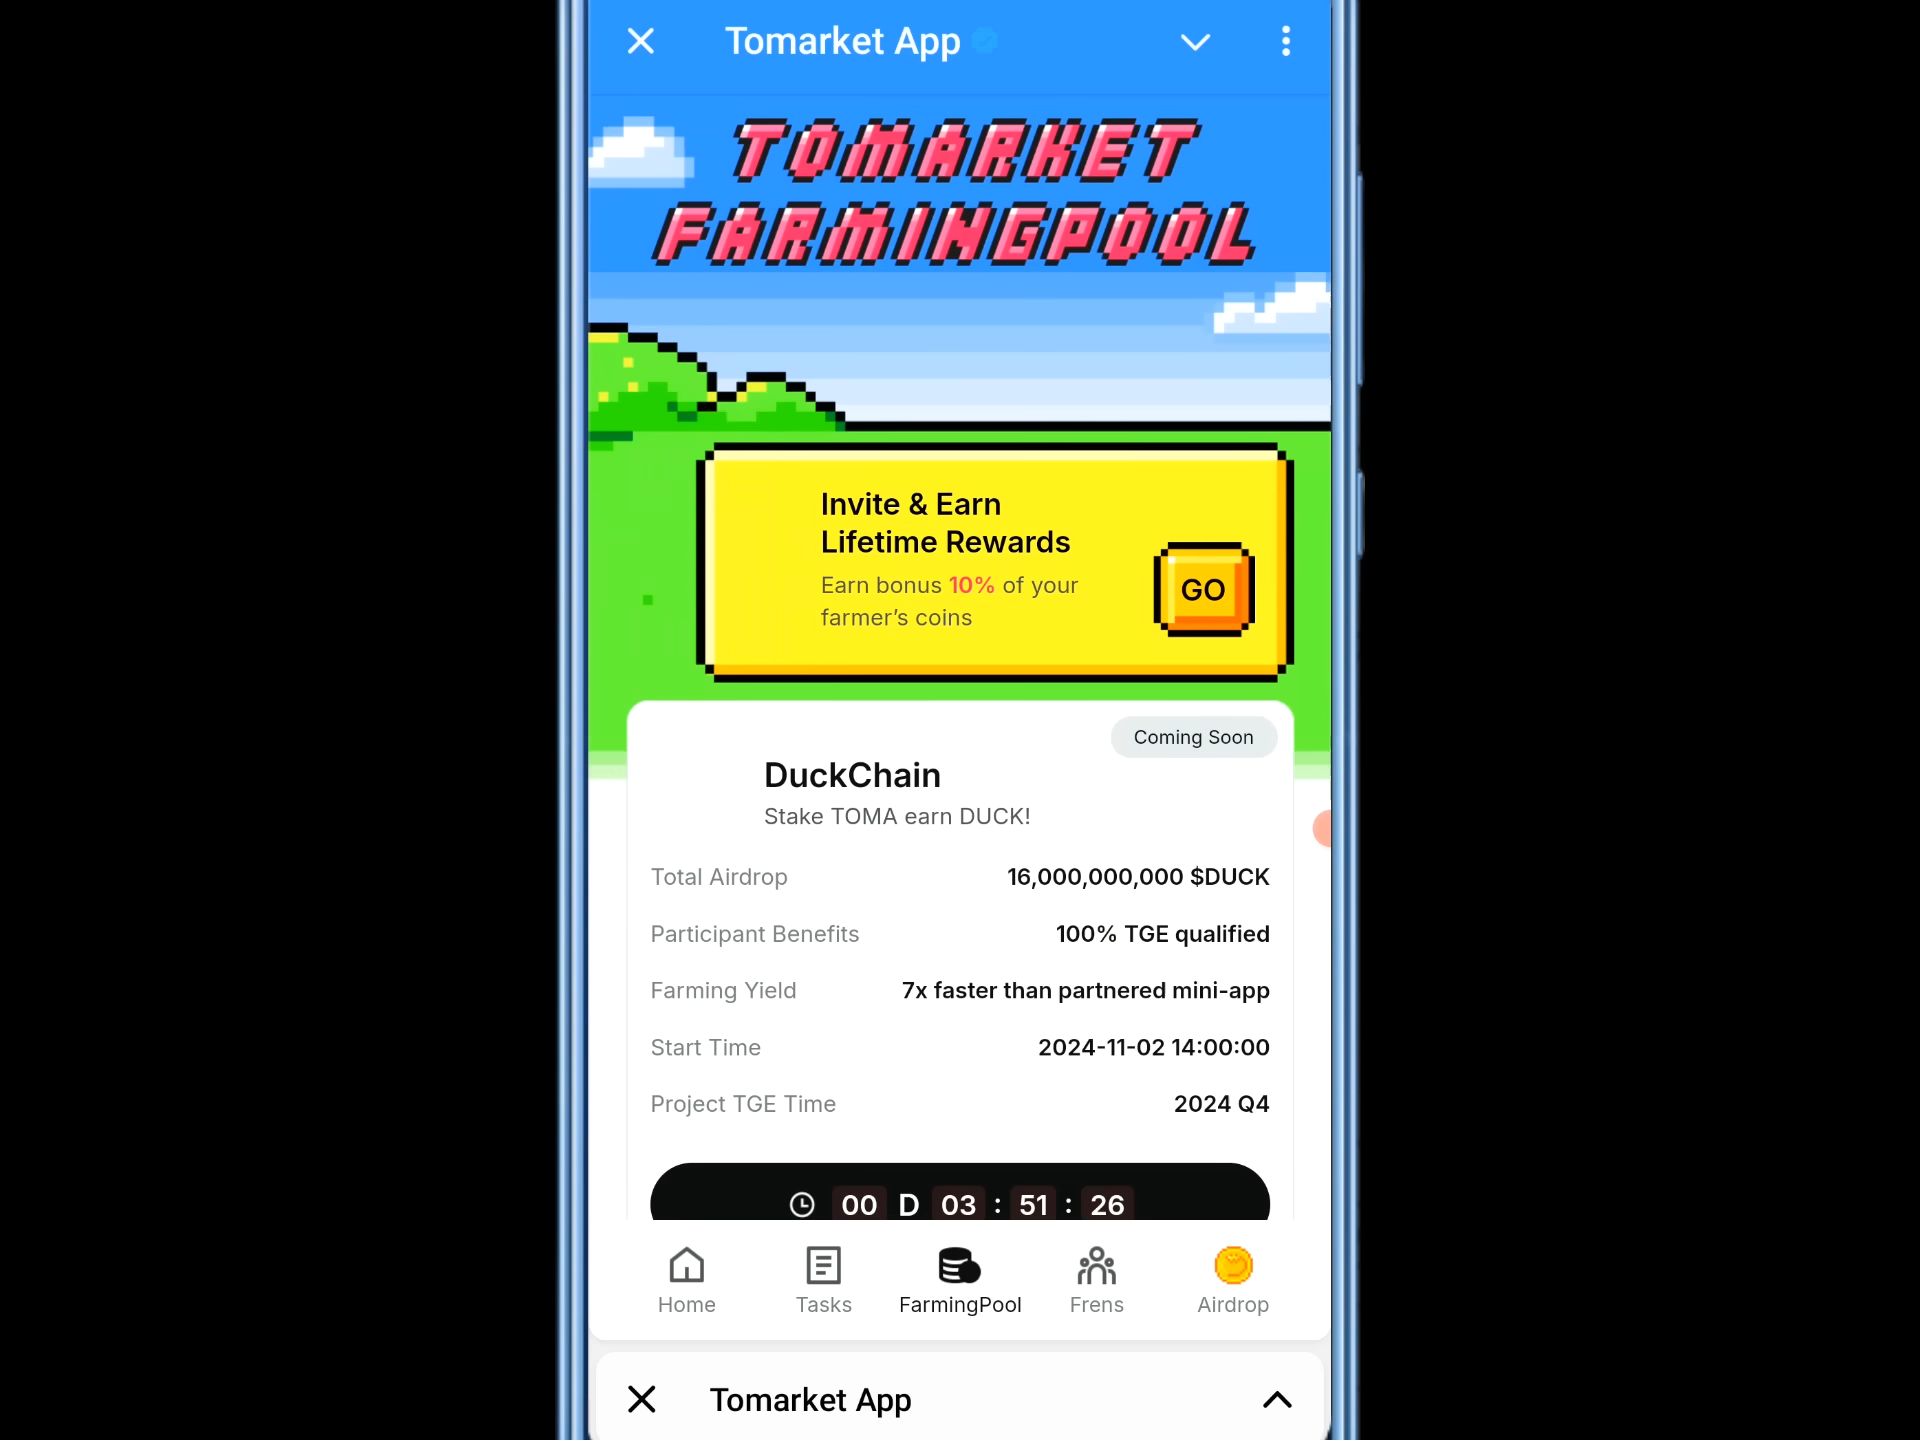 Tomarket App
TOMARKET
FARMINGPOOL
Invite & Earn
Lifetime Rewards
Earn bonus 10% of your
farmer’s coins
GO
Coming Soon
DuckChain
Stake TOMA earn DUCK!
Total Airdrop 16,000,000,000 $DUCK
Participant Benefits 100% TGE qualified
Farming Yield 7x faster than partnered mini-app
Start Time 2024-11-02 14:00:00
Project TGE Time 2024 Q4
00 D 03 : 51 : 26
Home Tasks FarmingPool Frens Airdrop
Tomarket App